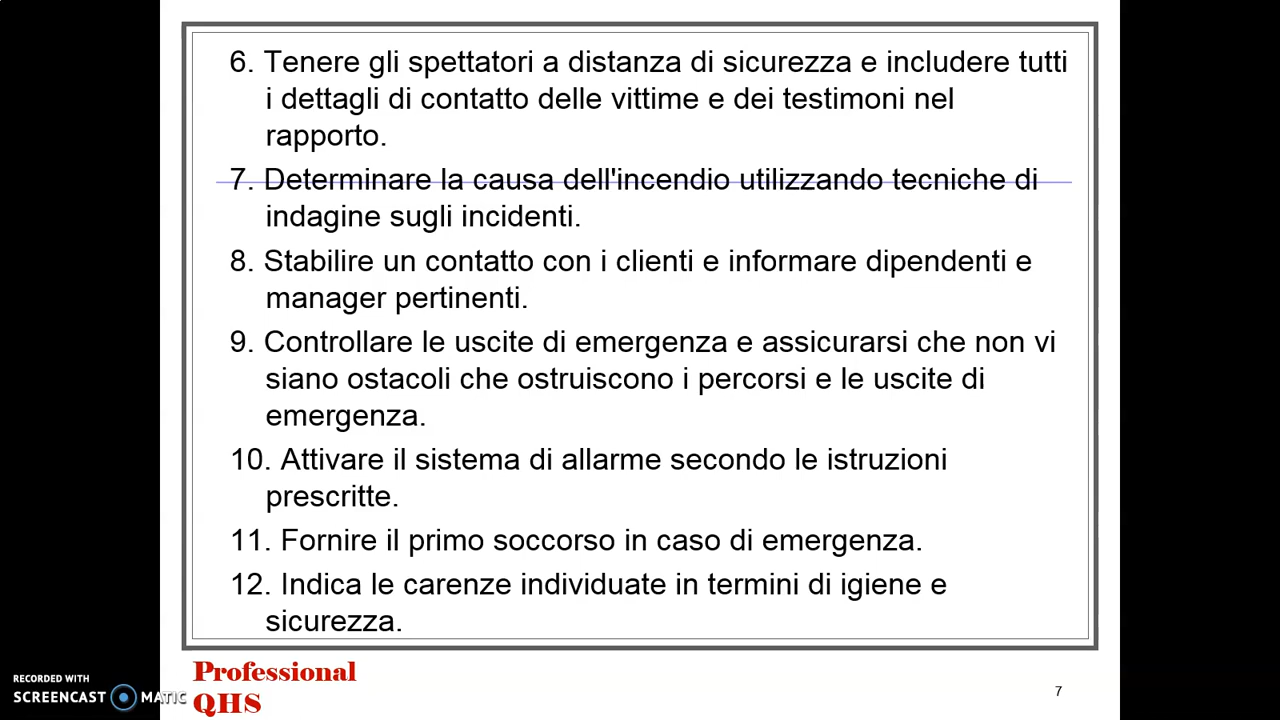 6. Tenere gli spettatori a distanza di sicurezza e includere tutti
i dettagli di contatto delle vittime e dei testimoni nel
rapporto.
7. Determinare la causa dell'incendio utilizzando tecniche di
indagine sugli incidenti.
8. Stabilire un contatto con i clienti e informare dipendenti e
manager pertinenti.
9. Controllare le uscite di emergenza e assicurarsi che non vi
siano ostacoli che ostruiscono i percorsi e le uscite di
emergenza.
10. Attivare il sistema di allarme secondo le istruzioni
prescritte.
11. Fornire il primo soccorso in caso di emergenza.
12. Indica le carenze individuate in termini di igiene e
sicurezza.
Professional
QHS
7
RECORDED WITH
SCREENCAST MATIC